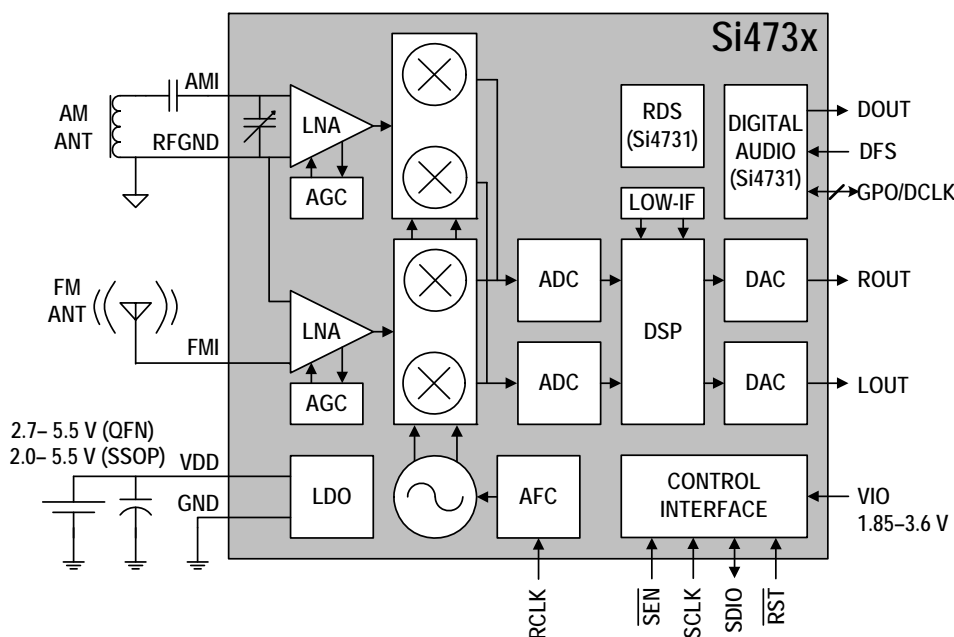 Si473x
AMI
AM
ANT
RFGND
LNA
AGC
RDS
(Si4731)
DIGITAL
AUDIO
(Si4731)
DOUT
DFS
GPO/DCLK
LOW-IF
FM
ANT
FMI
LNA
AGC
ADC
ADC
DSP
DAC
DAC
ROUT
LOUT
2.7– 5.5 V (QFN)
2.0– 5.5 V (SSOP)
VDD
GND
LDO
AFC
CONTROL
INTERFACE
VIO
1.85–3.6 V
RCLK
SEN
SCLK
SDIO
RST